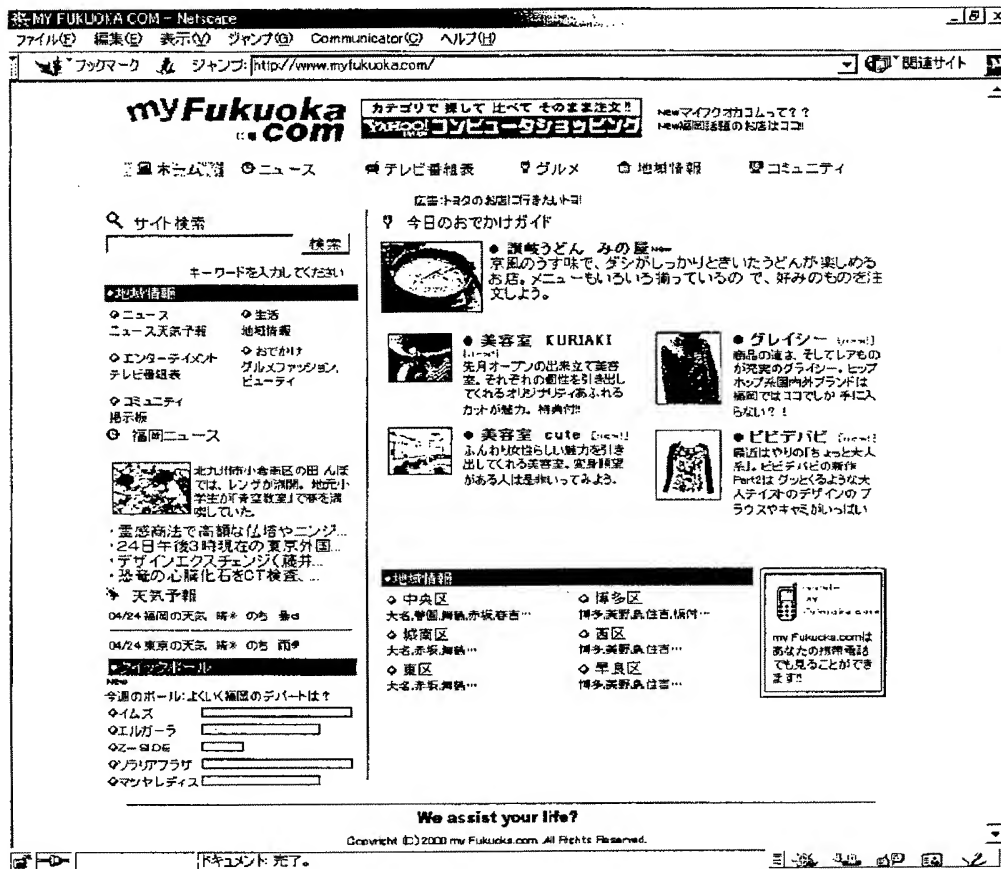 MY FUKUOKA COM - Netscape
ファイル(F) 編集(E) 表示(V) ジャンプ(G) Communicator(C) ヘルプ(H)
ブックマーク ジャンプ: http://www.myfukuoka.com/ 関連サイト
myFukuoka
.com
カテゴリで 探して 比べて そのまま注文!!
YAHOO! コンピュータショッピング
Newマイフクオカコムって??
New福岡話題のお店はココ!!
ホーム ニュース テレビ番組表 グルメ 地域情報 コミュニティ
広告:トヨタのお店に行きたいトヨ!
サイト検索
検索
キーワードを入力してください
地域情報
ニュース
ニュース天気予報
生活
地域情報
エンターテイメント
テレビ番組表
おでかけ
グルメファッション,
ビューティ
コミュニティ
掲示板
福岡ニュース
北九州市小倉南区の田んぼ
では、レンゲが満開。地元小
学生が「青空教室」で春を満
喫していた。
・霊感商法で高額な仏塔やニンジ...
・24日午後3時現在の東京外国...
・デザインエクスチェンジく藤井...
・恐竜の心臓化石をCT検査、...
天気予報
04/24 福岡の天気 晴 のち 曇
04/24 東京の天気 晴 のち 雨
クイックポール
New
今週のポール:よくいく福岡のデパートは?
イムズ
エルガーラ
Z-SIDE
ソラリアプラザ
マツヤレディス
今日のおでかけガイド
● 讃岐うどん みの屋
京風のうす味で、ダシがしっかりときいたうどんが楽しめる
お店。メニューもいろいろ揃っているの で、好みのものを注
文しよう。
● 美容室 KURIAKI
[new!]
先月オープンの出来立て美容
室。それぞれの個性を引き出し
てくれるオリジナリティあふれる
カットが魅力。特典付!!
● グレイシー [new!]
商品の速さ、そしてレアもの
が充実のグライシー。ヒップ
ホップ系国内外ブランドは
福岡ではココでしか 手に入
らない?!
● 美容室 cute [new!]
ふんわり女性らしい魅力を引き
出してくれる美容室。変身願望
がある人は是非いってみよう。
● ビビデバビ [new!]
最近はやりの「ちょっと大人
系」。ビビデバビの新作
Part2は グッとくるような大
人テイストのデザインの ブ
ラウスやキャミがいっぱい
地域情報
中央区
大名,警固,舞鶴,赤坂,春吉…
博多区
博多,美野島,住吉,板付…
城南区
大名,赤坂,舞鶴…
西区
博多,美野島,住吉…
東区
大名,赤坂,舞鶴…
早良区
博多,美野島,住吉…
my Fukuoka.comは
あなたの携帯電話
でも見ることができ
ます!!
We assist your life?
Copyright (C)2000 my Fukuoka.com. All Rights Reserved.
ドキュメント: 完了。